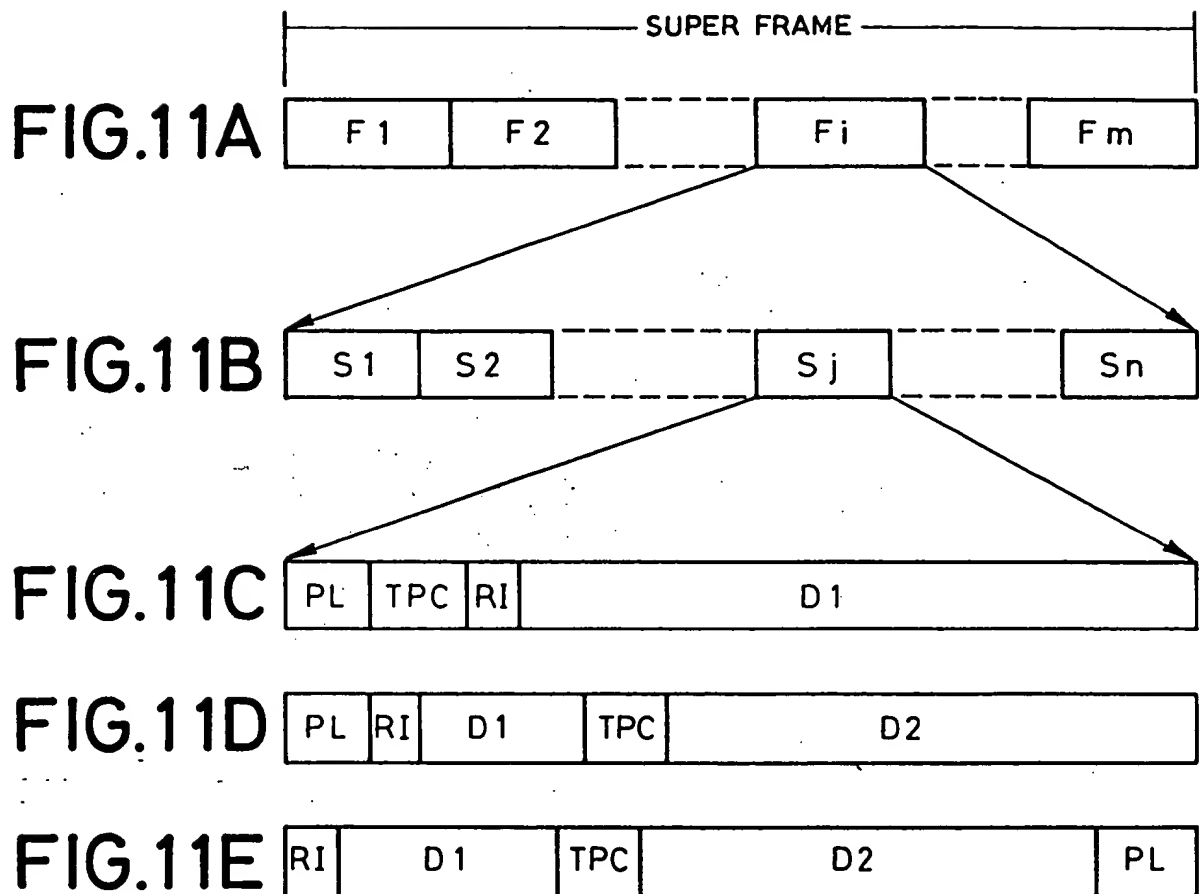 SUPER FRAME
FIG.11A F1 F2 Fi Fm
FIG.11B S1 S2 Sj Sn
FIG.11C PL TPC RI D1
FIG.11D PL RI D1 TPC D2
FIG.11E RI D1 TPC D2 PL